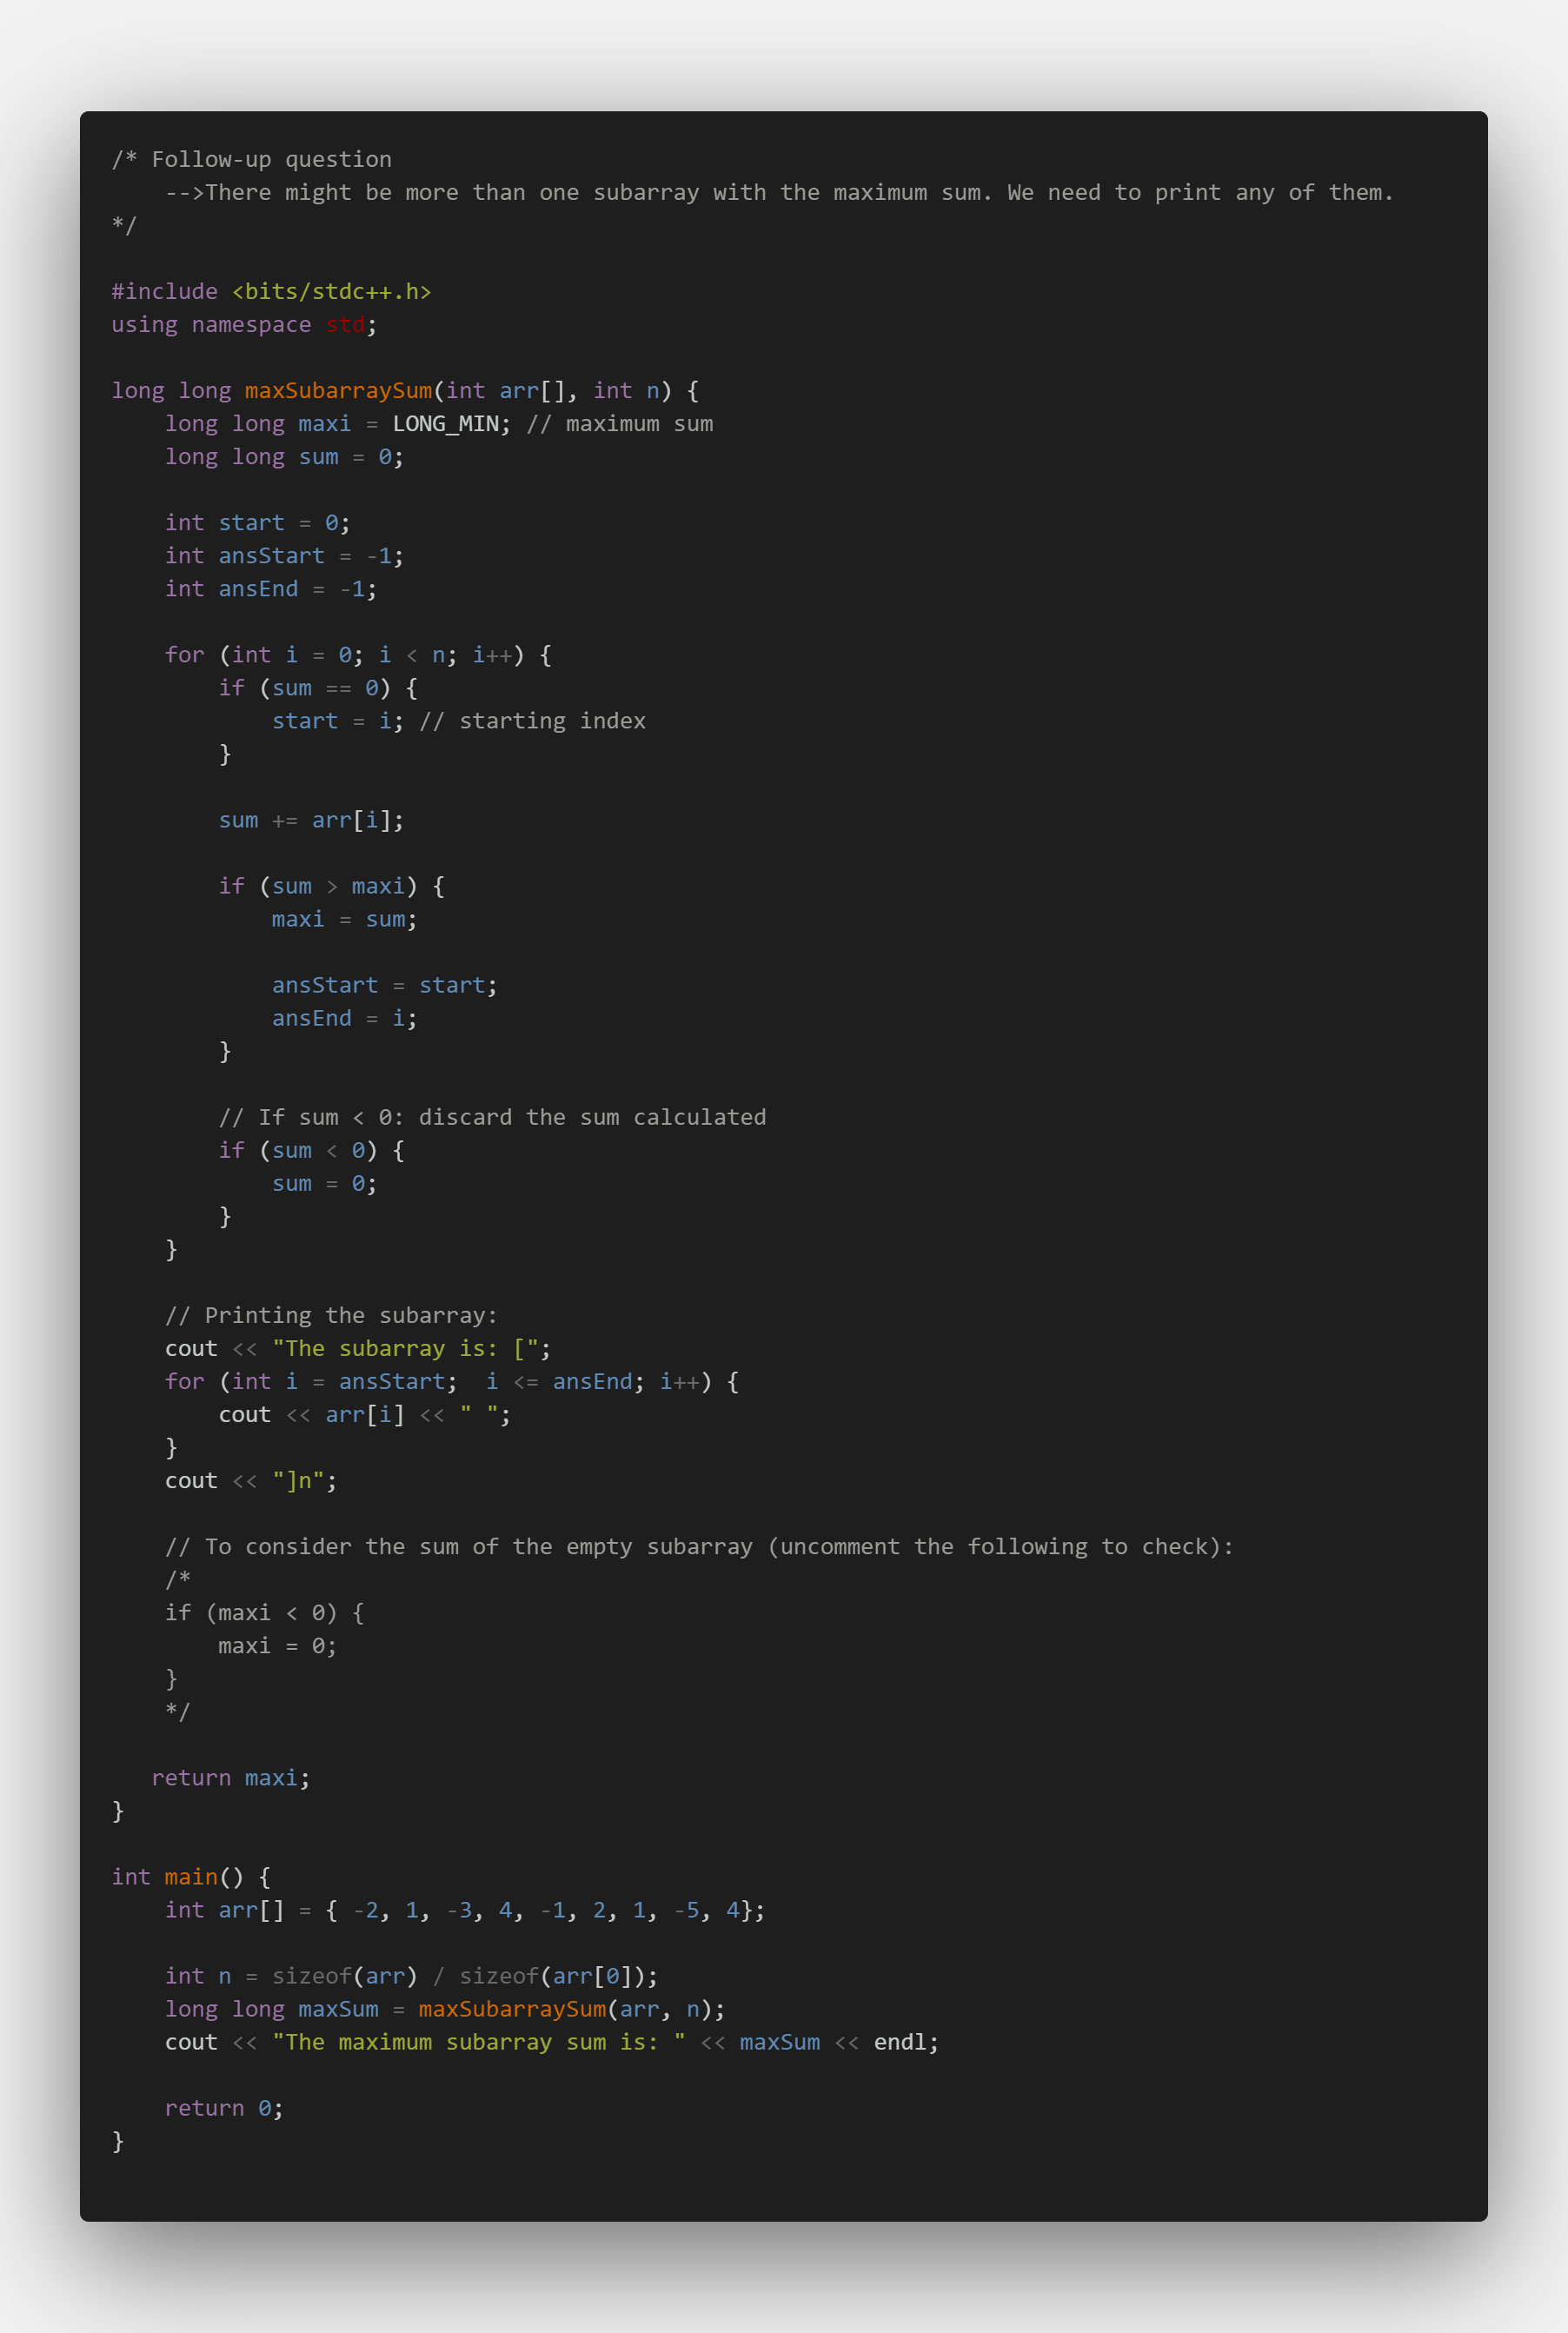 /* Follow-up question
    -->There might be more than one subarray with the maximum sum. We need to print any of them.
*/

#include <bits/stdc++.h>
using namespace std;

long long maxSubarraySum(int arr[], int n) {
    long long maxi = LONG_MIN; // maximum sum
    long long sum = 0;

    int start = 0;
    int ansStart = -1;
    int ansEnd = -1;

    for (int i = 0; i < n; i++) {
        if (sum == 0) {
            start = i; // starting index
        }

        sum += arr[i];

        if (sum > maxi) {
            maxi = sum;

            ansStart = start;
            ansEnd = i;
        }

        // If sum < 0: discard the sum calculated
        if (sum < 0) {
            sum = 0;
        }
    }

    // Printing the subarray:
    cout << "The subarray is: [";
    for (int i = ansStart;  i <= ansEnd; i++) {
        cout << arr[i] << " ";
    }
    cout << "]n";

    // To consider the sum of the empty subarray (uncomment the following to check):
    /*
    if (maxi < 0) {
        maxi = 0;
    }
    */

   return maxi;
}

int main() {
    int arr[] = { -2, 1, -3, 4, -1, 2, 1, -5, 4};

    int n = sizeof(arr) / sizeof(arr[0]);
    long long maxSum = maxSubarraySum(arr, n);
    cout << "The maximum subarray sum is: " << maxSum << endl;

    return 0;
}